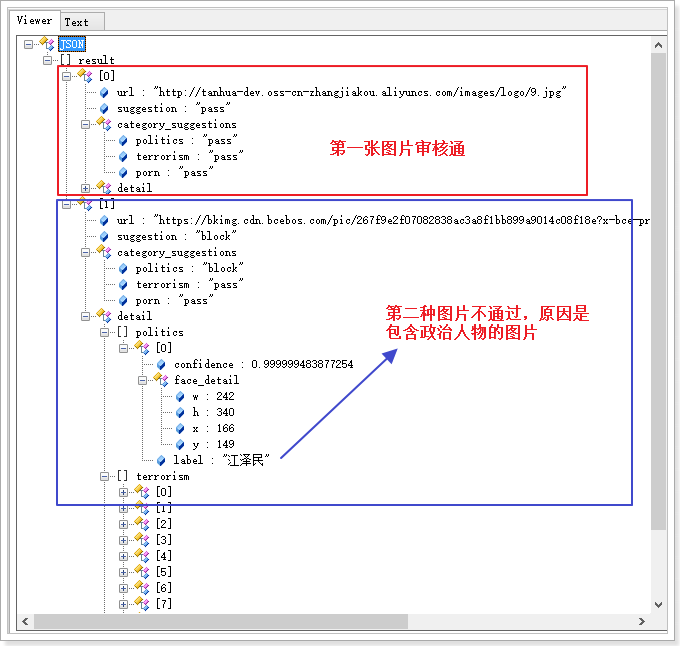 Viewer Text
JSON
[] result
[0]
url : "http://tanhua-dev.oss-cn-zhangjiakou.aliyuncs.com/images/logo/9.jpg"
suggestion : "pass"
category_suggestions
politics : "pass"
terrorism : "pass"
porn : "pass"
第一张图片审核通
detail
[1]
url : "https://bkimg.cdn.bcebos.com/pic/267f9e2f07082838ac3a8f1bb899a9014c08f18e?x-bce-pr
suggestion : "block"
category_suggestions
politics : "block"
terrorism : "pass"
porn : "pass"
detail
第二种图片不通过，原因是
包含政治人物的图片
[] politics
[0]
confidence : 0.999999483877254
face_detail
w : 242
h : 340
x : 166
y : 149
label : "江泽民"
[] terrorism
[0]
[1]
[2]
[3]
[4]
[5]
[6]
[7]